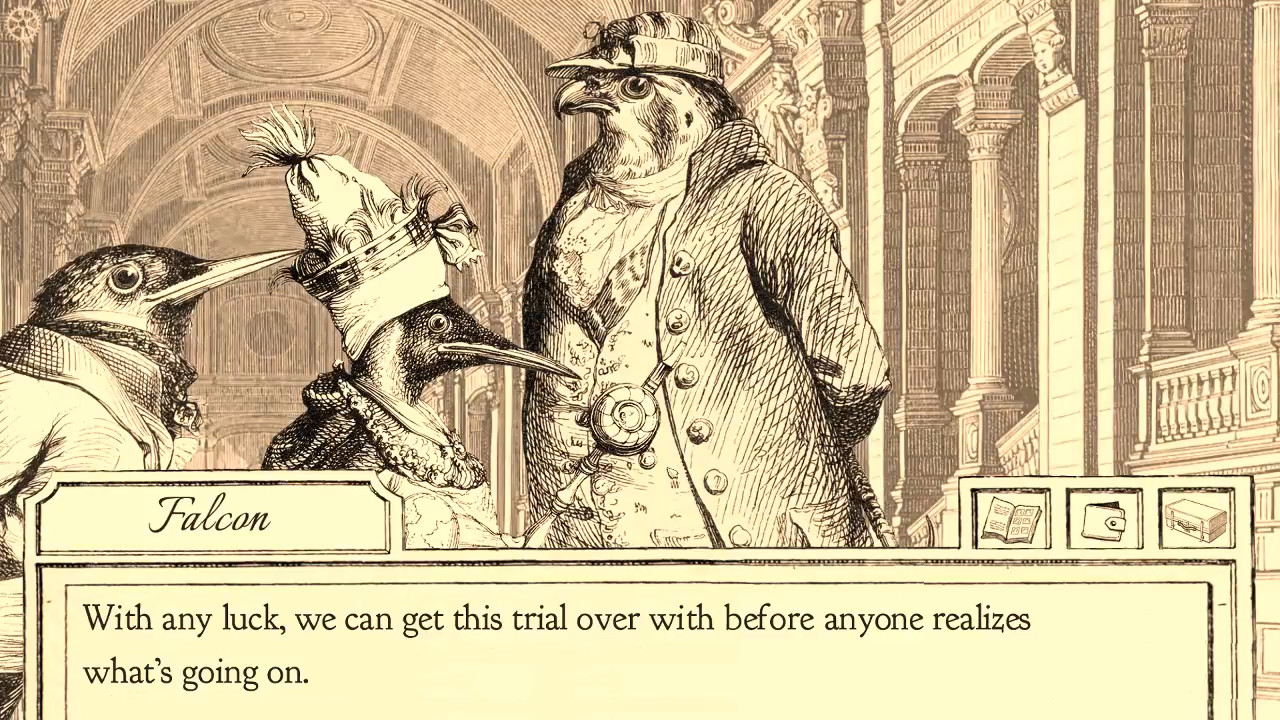 Falcon
With any luck, we can get this trial over with before anyone realizes
what's going on.